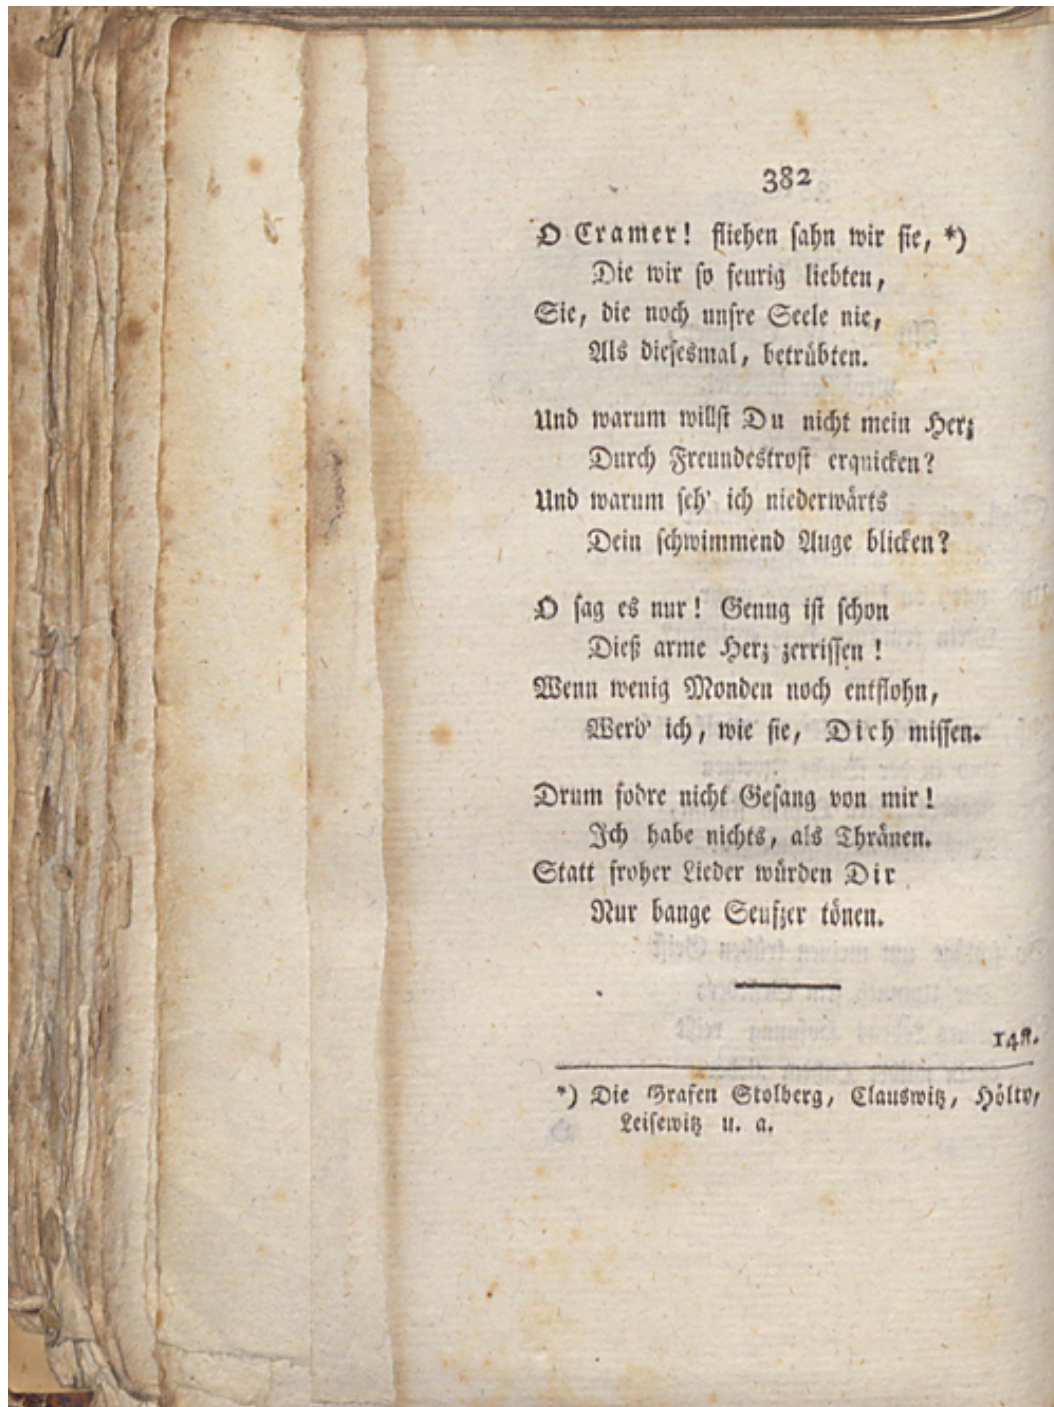 382
O Cramer! fliehen ſahn wir ſie, *)
Die wir ſo feurig liebten,
Sie, die noch unſre Seele nie,
Als dieſesmal, betrübten.
Und warum willſt Du nicht mein Herz
Durch Freundestroſt erquicken?
Und warum ſeh' ich niederwärts
Dein ſchwimmend Auge blicken?
O ſag es nur! Genug iſt ſchon
Dieß arme Herz zerriſſen!
Wenn wenig Monden noch entflohn,
Werd' ich, wie ſie, Dich miſſen.
Drum fodre nicht Geſang von mir!
Ich habe nichts, als Thränen.
Statt froher Lieder würden Dir
Nur bange Seufzer tönen.
14ſt.
*) Die Grafen Stolberg, Clauswitz, Hölty,
Leiſewitz u. a.